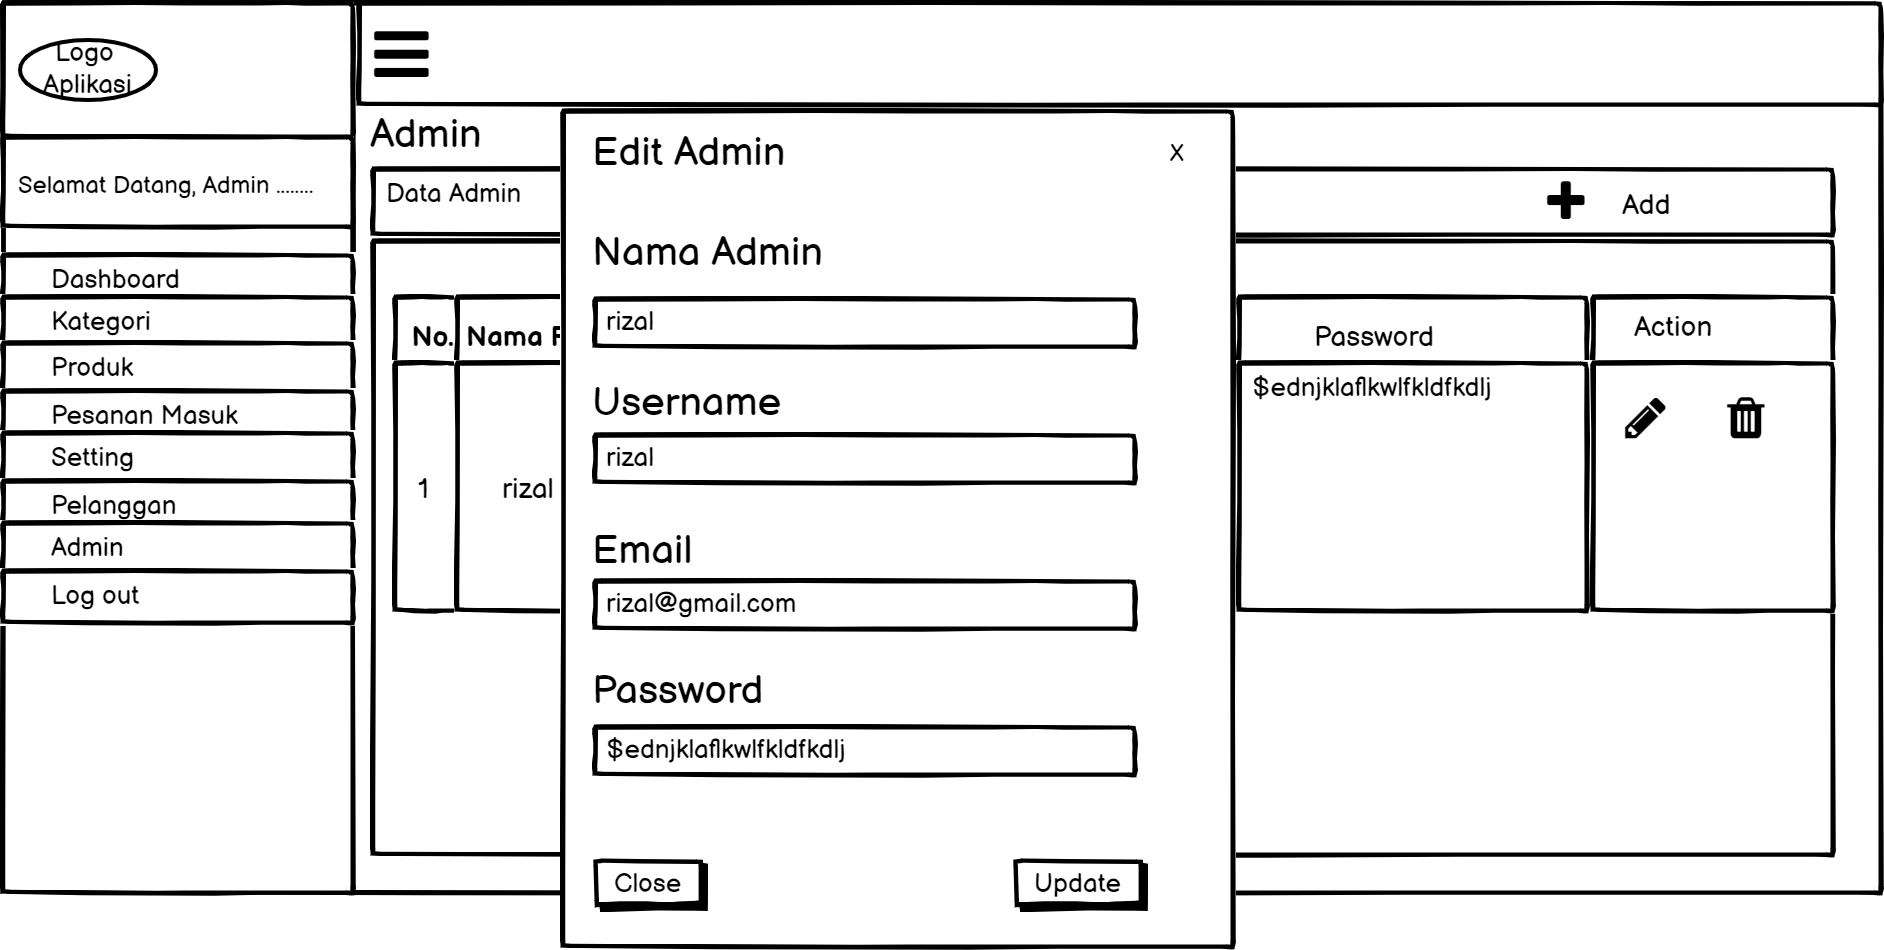 Logo
Aplikasi
Selamat Datang, Admin ........
Dashboard
Kategori
Produk
Pesanan Masuk
Setting
Pelanggan
Admin
Log out
Admin
Data Admin
Add
No.
Nama
Password
Action
1
rizal
$ednjklaflkwlfkldfkdlj
Edit Admin
X
Nama Admin
rizal
Username
rizal
Email
rizal@gmail.com
Password
$ednjklaflkwlfkldfkdlj
Close
Update